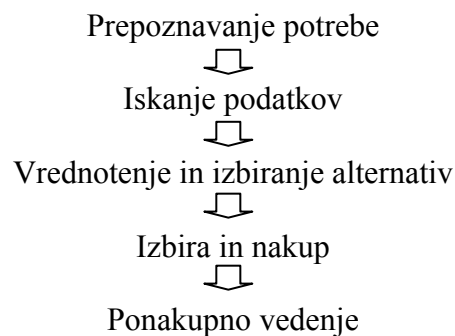 Prepoznavanje potrebe
Iskanje podatkov
Vrednotenje in izbiranje alternativ
Izbira in nakup
Ponakupno vedenje